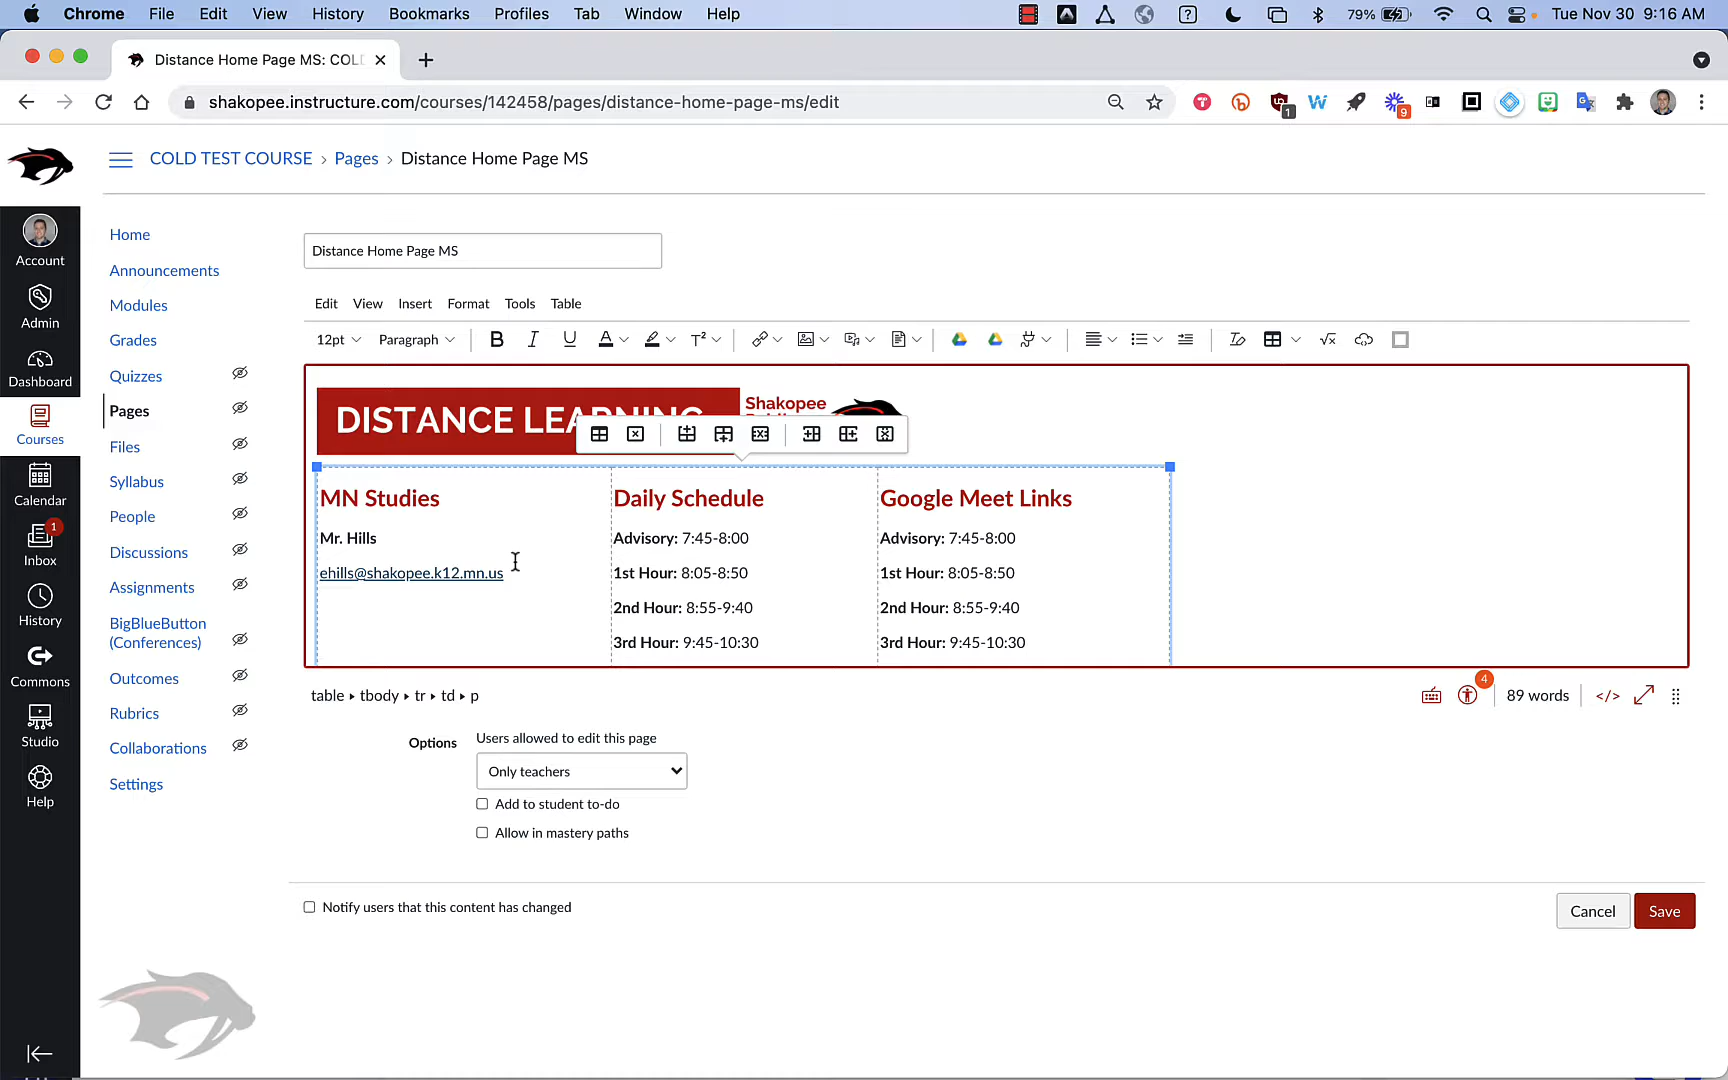 Chrome File Edit View History Bookmarks Profiles Tab Window Help 79% Tue Nov 30 9:16 AM
Distance Home Page MS: COLD
shakopee.instructure.com/courses/142458/pages/distance-home-page-ms/edit
1
9
COLD TEST COURSE › Pages › Distance Home Page MS
Account
Admin
Dashboard
Courses
Calendar
1
Inbox
History
Commons
Studio
Help
Home
Announcements
Modules
Grades
Quizzes
Pages
Files
Syllabus
People
Discussions
Assignments
BigBlueButton
(Conferences)
Outcomes
Rubrics
Collaborations
Settings
Distance Home Page MS
Edit View Insert Format Tools Table
12pt Paragraph B I U A T²
DISTANCE LEARNING
Shakopee
MN Studies
Mr. Hills
ehills@shakopee.k12.mn.us
Daily Schedule
Advisory: 7:45-8:00
1st Hour: 8:05-8:50
2nd Hour: 8:55-9:40
3rd Hour: 9:45-10:30
Google Meet Links
Advisory: 7:45-8:00
1st Hour: 8:05-8:50
2nd Hour: 8:55-9:40
3rd Hour: 9:45-10:30
table ▸ tbody ▸ tr ▸ td ▸ p
4
89 words
</>
Options
Users allowed to edit this page
Only teachers
Add to student to-do
Allow in mastery paths
Notify users that this content has changed
Cancel Save